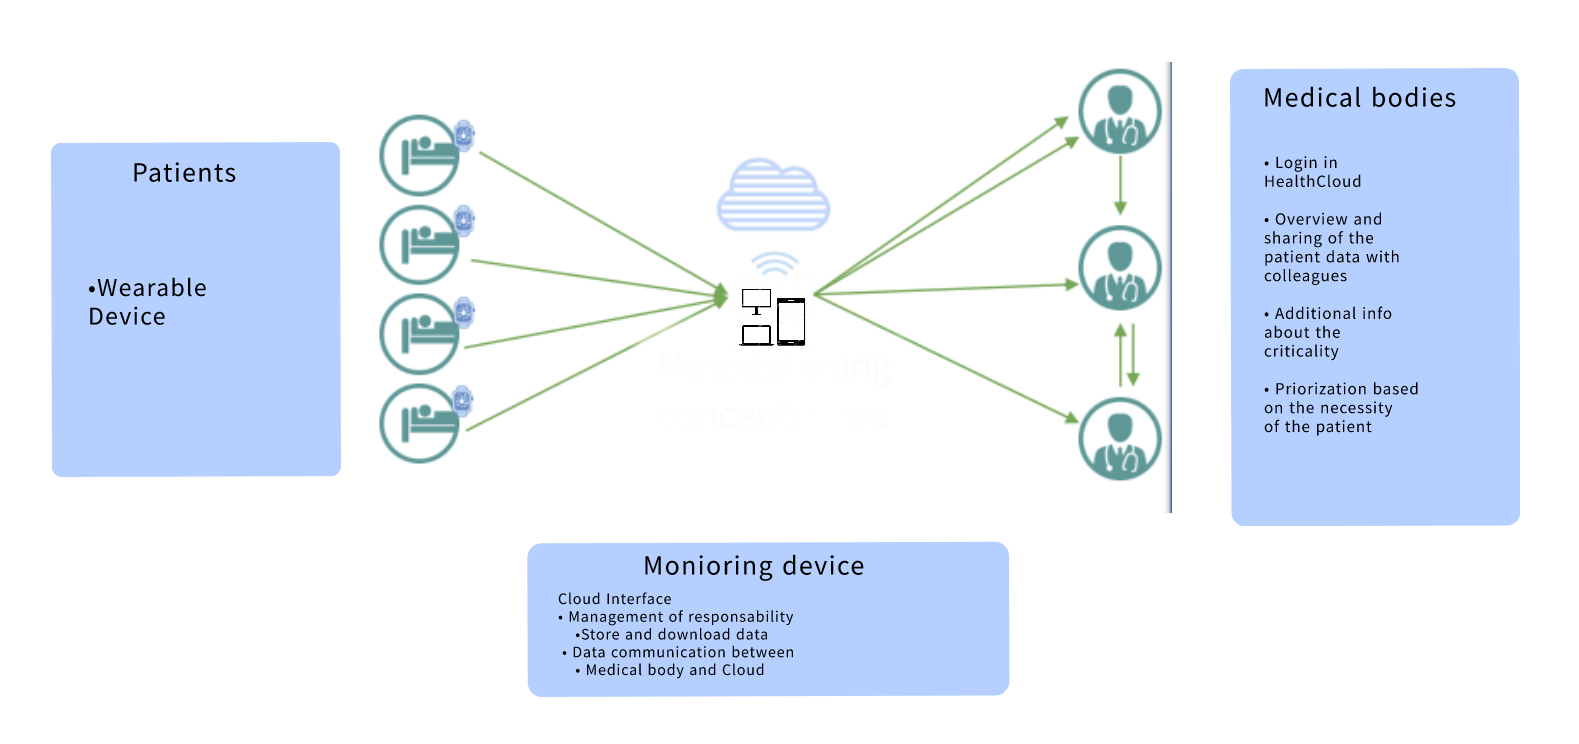 Patients
•Wearable
Device
Medical bodies
• Login in
HealthCloud
• Overview and
sharing of the
patient data with
colleagues
• Additional info
about the
criticality
• Priorization based
on the necessity
of the patient
Monioring device
Cloud Interface
• Management of responsability
•Store and download data
• Data communication between
• Medical body and Cloud